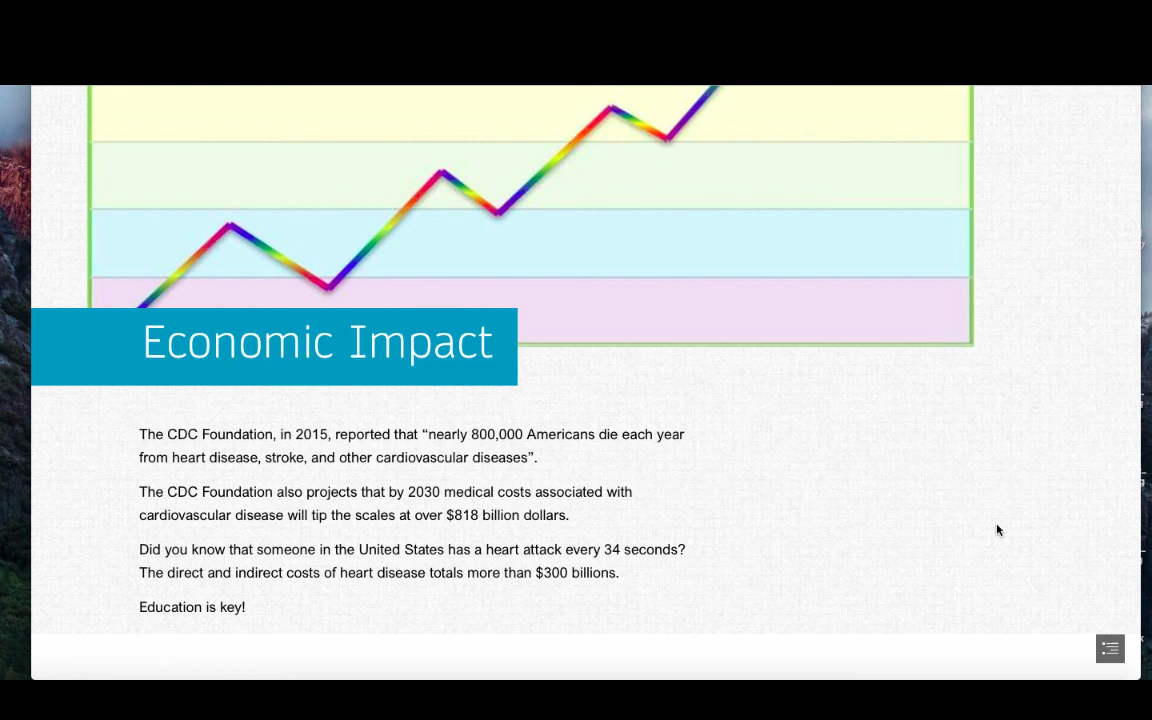 Economic Impact
The CDC Foundation, in 2015, reported that “nearly 800,000 Americans die each year
from heart disease, stroke, and other cardiovascular diseases”.
The CDC Foundation also projects that by 2030 medical costs associated with
cardiovascular disease will tip the scales at over $818 billion dollars.
Did you know that someone in the United States has a heart attack every 34 seconds?
The direct and indirect costs of heart disease totals more than $300 billions.
Education is key!